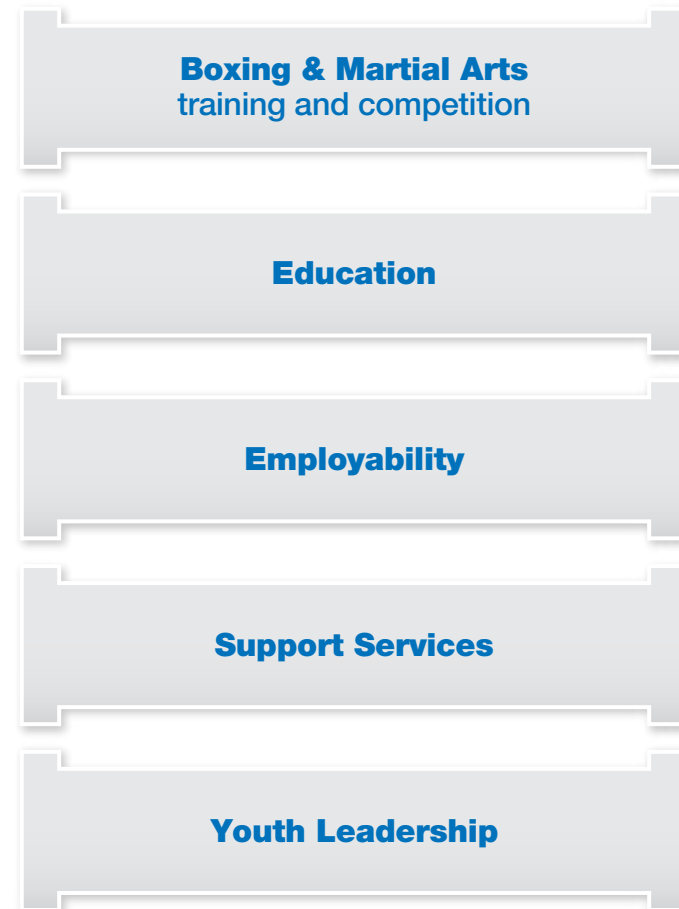 Boxing & Martial Arts
training and competition
Education
Employability
Support Services
Youth Leadership